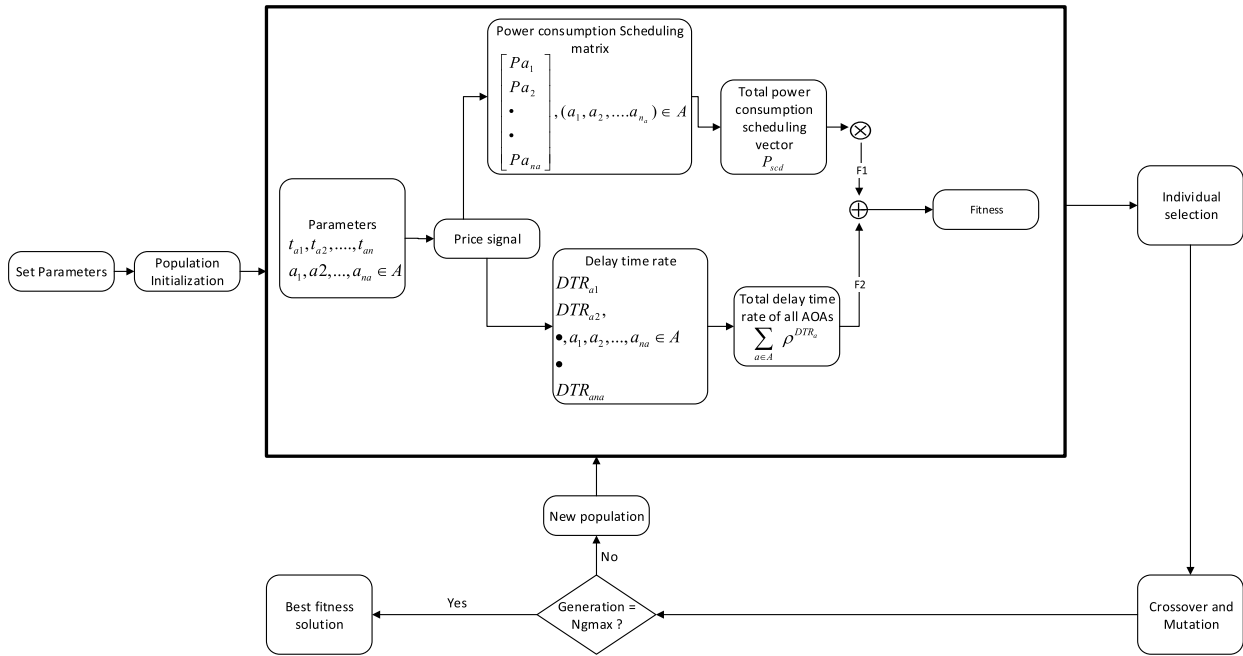 Set Parameters
Population
Initialization
Parameters
t_{a1}, t_{a2}, ...., t_{an}
a_1, a2, ..., a_{na} ∈ A
Price signal
Power consumption Scheduling
matrix
Pa_1
Pa_2
•
•
Pa_{na}
, (a_1, a_2, .... a_{n_a}) ∈ A
Total power
consumption
scheduling
vector
P_{scd}
⊗
F1
⊕
F2
Fitness
Delay time rate
DTR_{a1}
DTR_{a2},
•, a_1, a_2, ..., a_{na} ∈ A
•
DTR_{ana}
Total delay time
rate of all AOAs
∑_{a∈A} ρ^{DTR_a}
Individual
selection
Crossover and
Mutation
Generation =
Ngmax ?
No
New population
Yes
Best fitness
solution